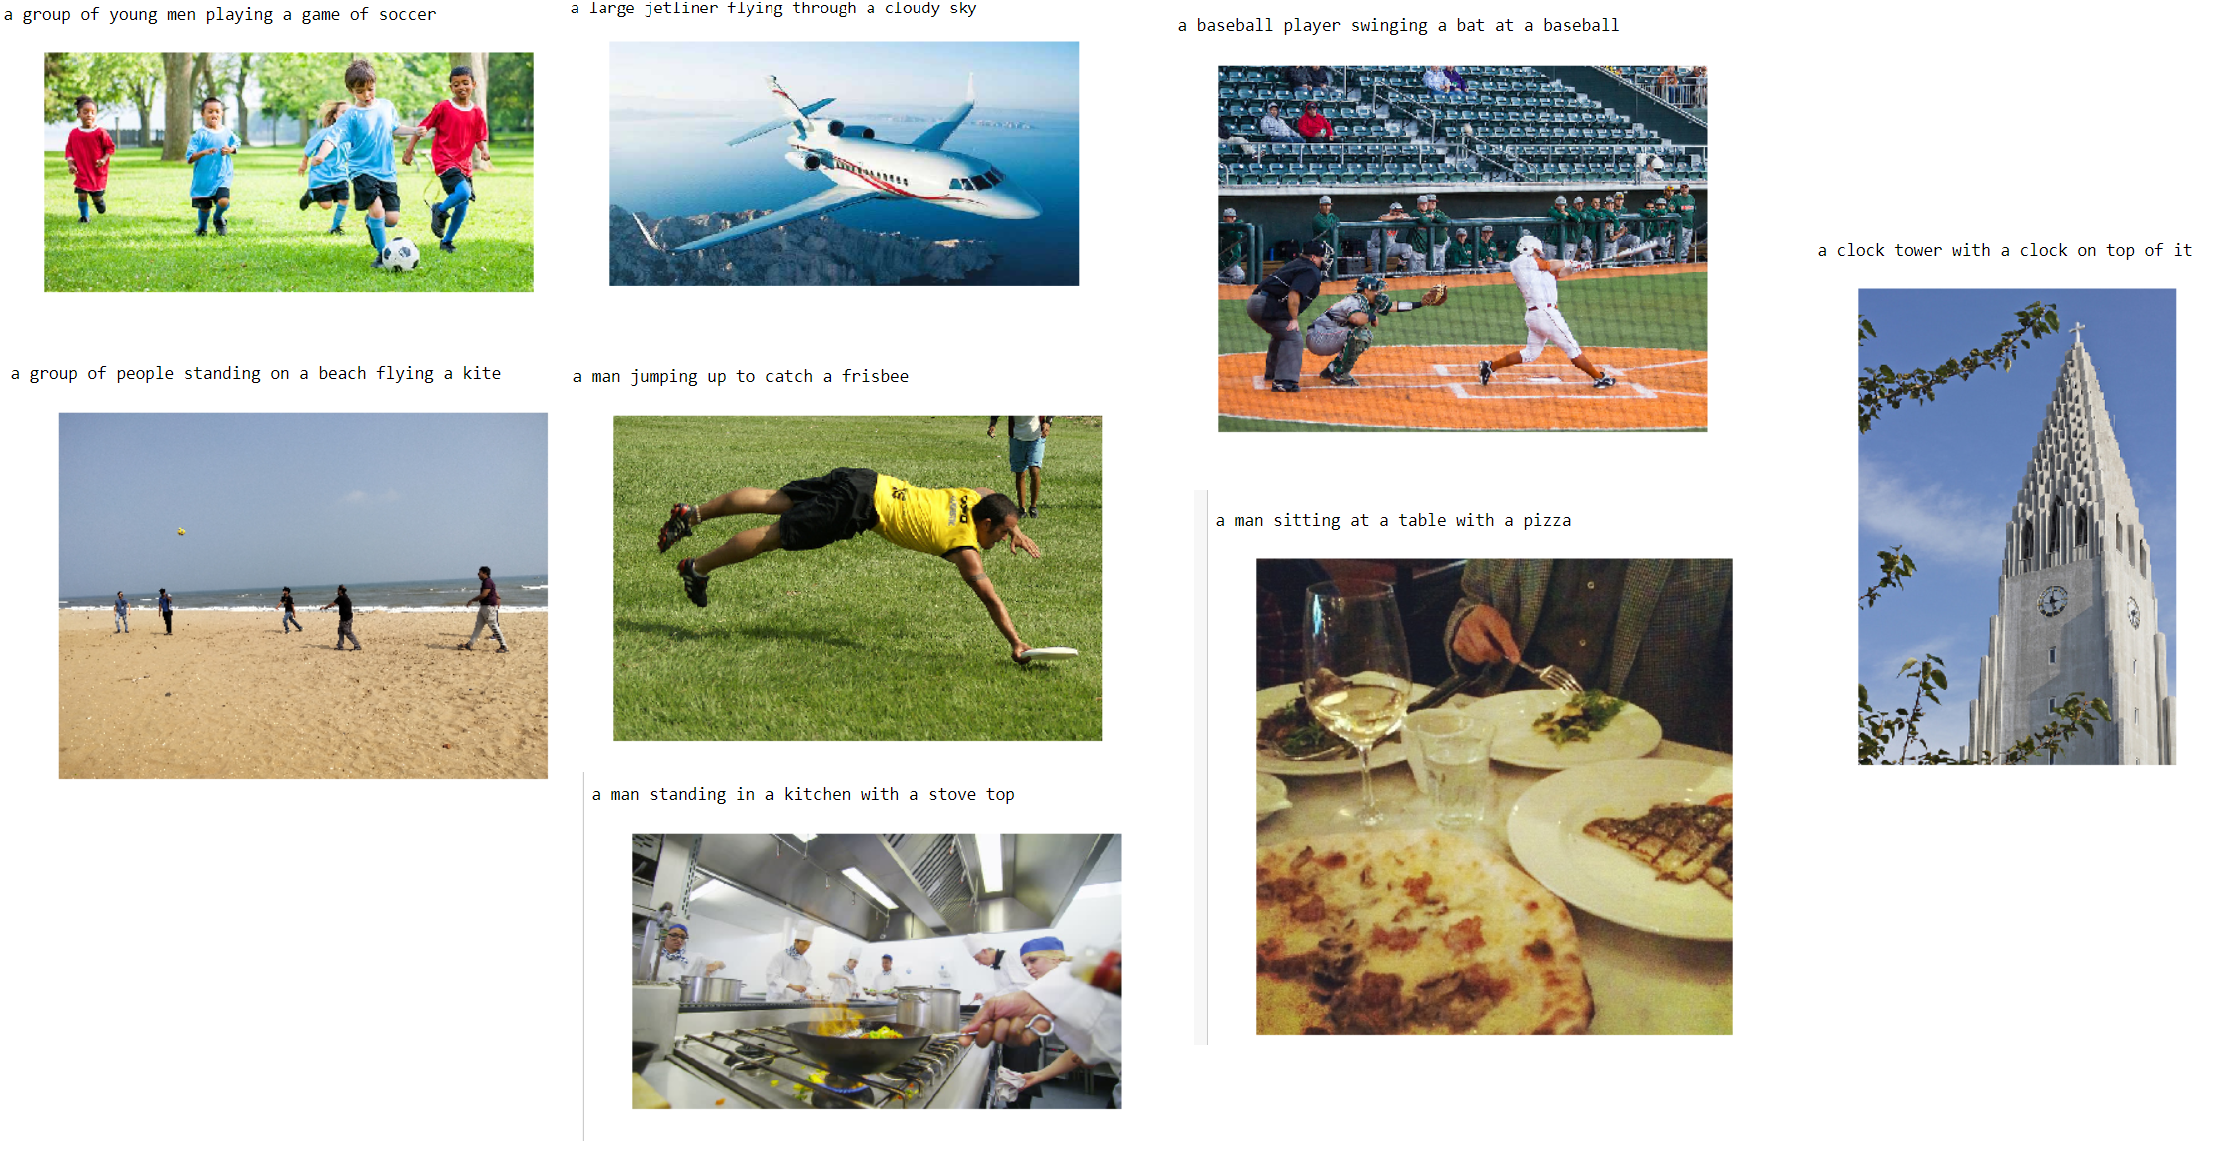 a group of young men playing a game of soccer
a large jetliner flying through a cloudy sky
a baseball player swinging a bat at a baseball
a clock tower with a clock on top of it
a group of people standing on a beach flying a kite
a man jumping up to catch a frisbee
a man sitting at a table with a pizza
a man standing in a kitchen with a stove top